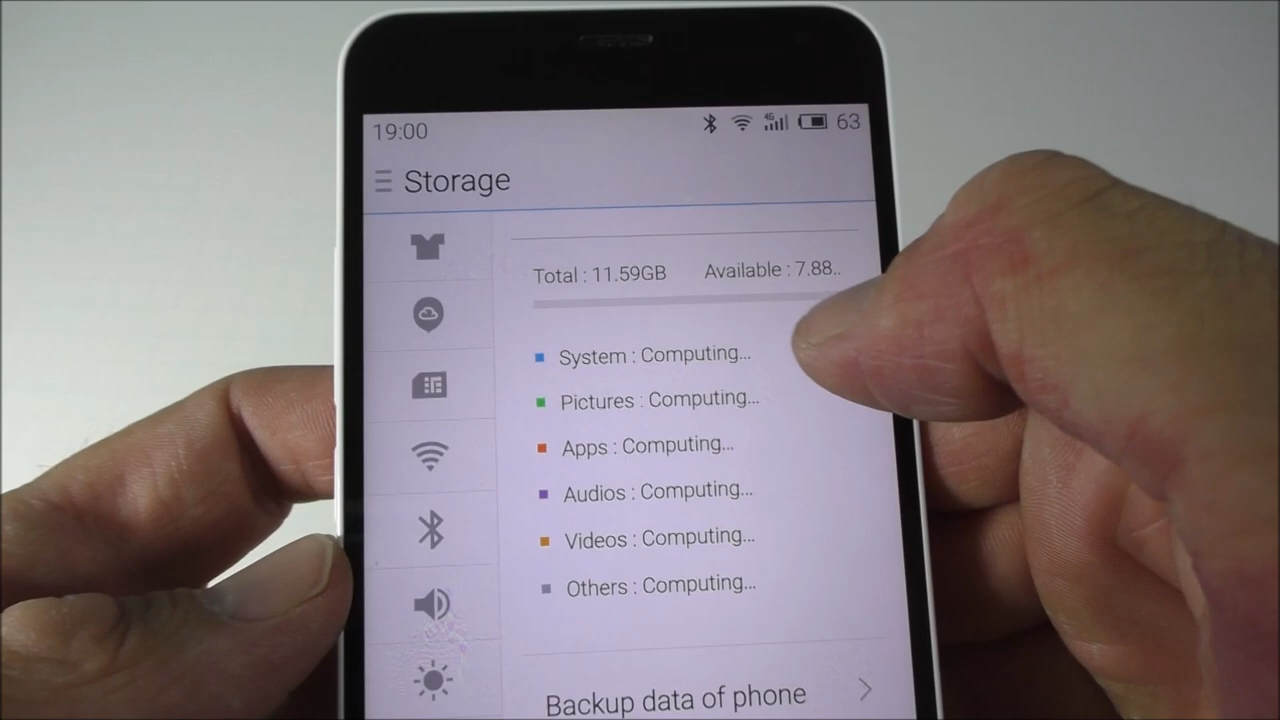 19:00 4G 63
Storage
Total : 11.59GB Available : 7.88..
System : Computing...
Pictures : Computing...
Apps : Computing...
Audios : Computing...
Videos : Computing...
Others : Computing...
Backup data of phone